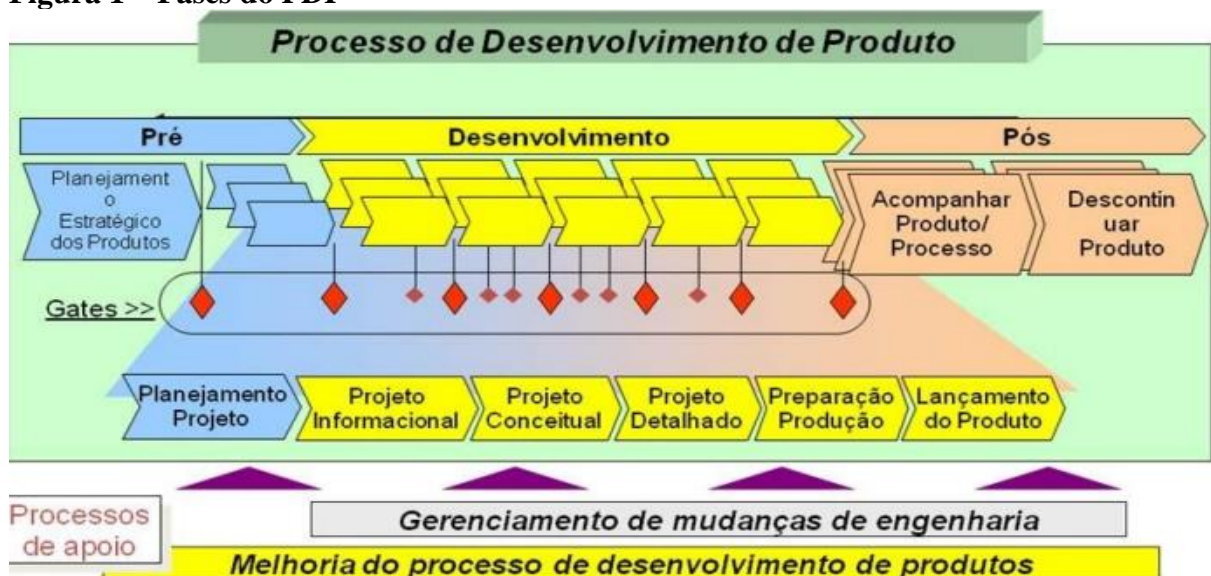 Figura 1 – Fases do PDP
Processo de Desenvolvimento de Produto
Pré
Desenvolvimento
Pós
Planejament
o
Estratégico
dos Produtos
Acompanhar
Produto/
Processo
Descontin
uar
Produto
Gates >>
Planejamento
Projeto
Projeto
Informacional
Projeto
Conceitual
Projeto
Detalhado
Preparação
Produção
Lançamento
do Produto
Processos
de apoio
Gerenciamento de mudanças de engenharia
Melhoria do processo de desenvolvimento de produtos